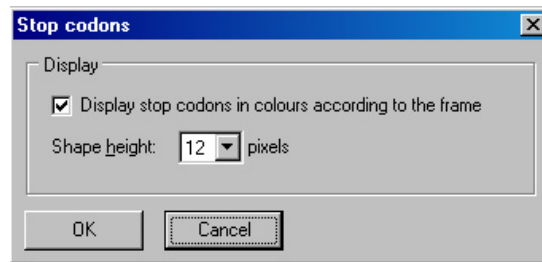 Stop codons
Display
Display stop codons in colours according to the frame
Shape height: 12 pixels
OK Cancel